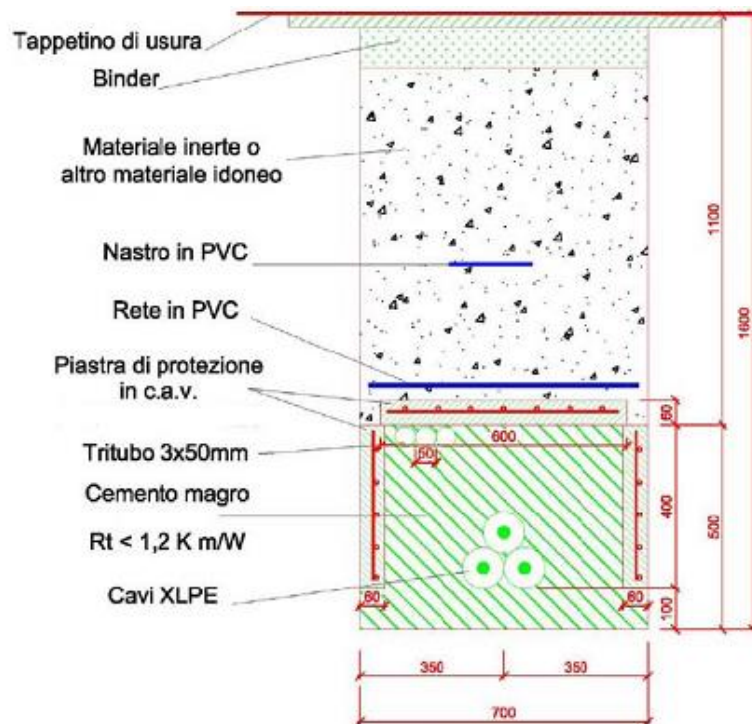 Tappetino di usura
Binder
Materiale inerte o
altro materiale idoneo
Nastro in PVC
Rete in PVC
Piastra di protezione
in c.a.v.
Tritubo 3x50mm
Cemento magro
Rt < 1,2 K m/W
Cavi XLPE
1100
1600
60
600
50
400
500
60
60
100
350
350
700